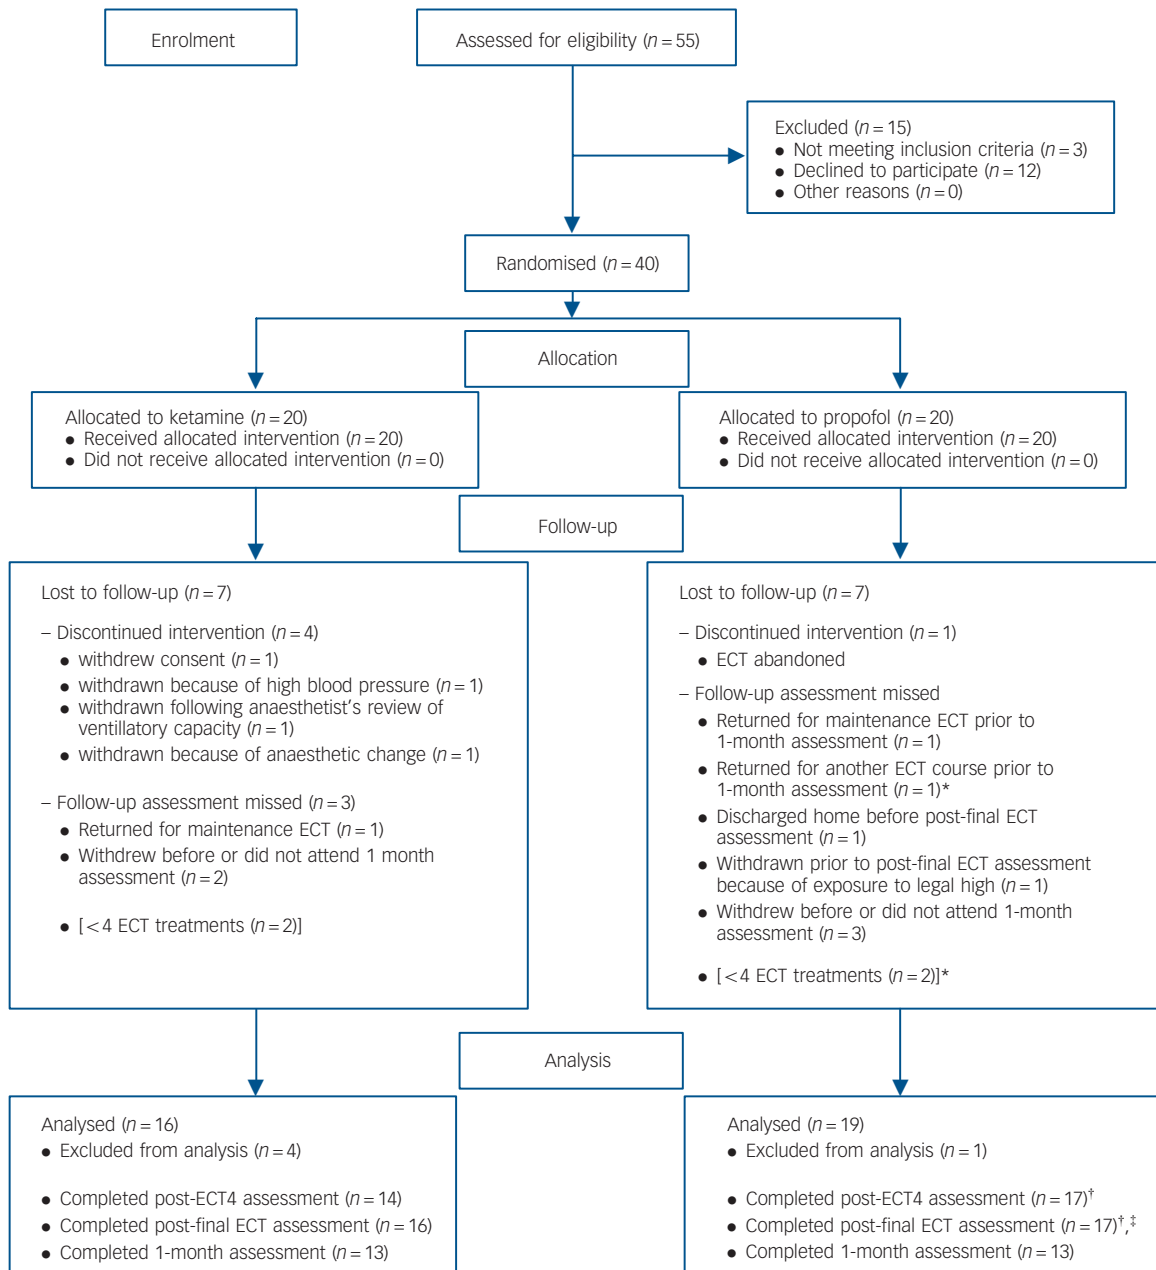 Enrolment
Assessed for eligibility (n = 55)
Excluded (n = 15)
• Not meeting inclusion criteria (n = 3)
• Declined to participate (n = 12)
• Other reasons (n = 0)
Randomised (n = 40)
Allocation
Allocated to ketamine (n = 20)
• Received allocated intervention (n = 20)
• Did not receive allocated intervention (n = 0)
Allocated to propofol (n = 20)
• Received allocated intervention (n = 20)
• Did not receive allocated intervention (n = 0)
Follow-up
Lost to follow-up (n = 7)
– Discontinued intervention (n = 4)
• withdrew consent (n = 1)
• withdrawn because of high blood pressure (n = 1)
• withdrawn following anaesthetist's review of
ventillatory capacity (n = 1)
• withdrawn because of anaesthetic change (n = 1)
– Follow-up assessment missed (n = 3)
• Returned for maintenance ECT (n = 1)
• Withdrew before or did not attend 1 month
assessment (n = 2)
• [<4 ECT treatments (n = 2)]
Lost to follow-up (n = 7)
– Discontinued intervention (n = 1)
• ECT abandoned
– Follow-up assessment missed
• Returned for maintenance ECT prior to
1-month assessment (n = 1)
• Returned for another ECT course prior to
1-month assessment (n = 1)*
• Discharged home before post-final ECT
assessment (n = 1)
• Withdrawn prior to post-final ECT assessment
because of exposure to legal high (n = 1)
• Withdrew before or did not attend 1-month
assessment (n = 3)
• [<4 ECT treatments (n = 2)]*
Analysis
Analysed (n = 16)
• Excluded from analysis (n = 4)
• Completed post-ECT4 assessment (n = 14)
• Completed post-final ECT assessment (n = 16)
• Completed 1-month assessment (n = 13)
Analysed (n = 19)
• Excluded from analysis (n = 1)
• Completed post-ECT4 assessment (n = 17)†
• Completed post-final ECT assessment (n = 17)†,‡
• Completed 1-month assessment (n = 13)